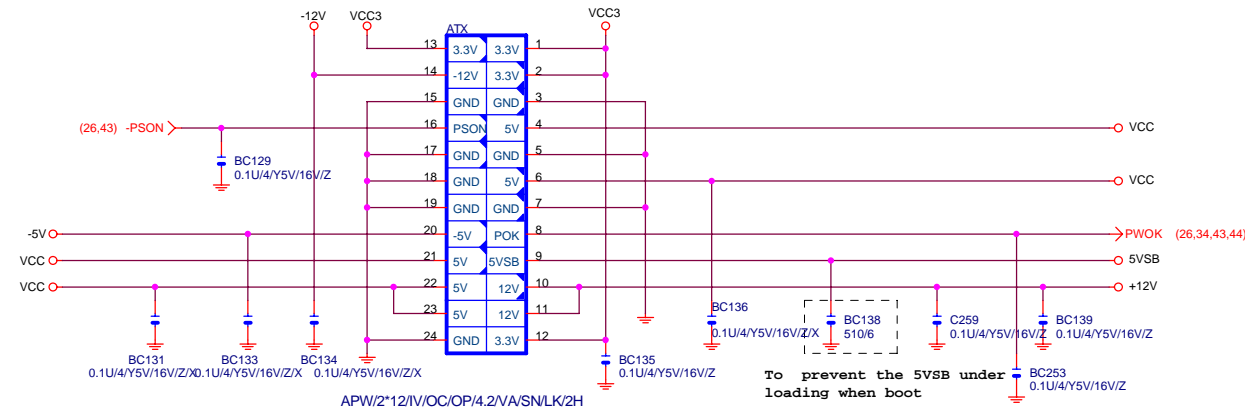 -12V VCC3 VCC3
ATX
13 3.3V 3.3V 1
14 -12V 3.3V 2
15 GND GND 3
(26,43) -PSON 16 PSON 5V 4 VCC
17 GND GND 5
18 GND 5V 6 VCC
19 GND GND 7
-5V 20 -5V POK 8 PWOK (26,34,43,44)
VCC 21 5V 5VSB 9 5VSB
VCC 22 5V 12V 10 +12V
23 5V 12V 11
24 GND 3.3V 12
BC129
0.1U/4/Y5V/16V/Z
BC131
0.1U/4/Y5V/16V/Z/X
BC133
0.1U/4/Y5V/16V/Z/X
BC134
0.1U/4/Y5V/16V/Z/X
BC135
0.1U/4/Y5V/16V/Z
BC136
0.1U/4/Y5V/16V/Z/X
BC138
510/6
C259
0.1U/4/Y5V/16V/Z
BC139
0.1U/4/Y5V/16V/Z
BC253
0.1U/4/Y5V/16V/Z
To prevent the 5VSB under
loading when boot
APW/2*12/IV/OC/OP/4.2/VA/SN/LK/2H